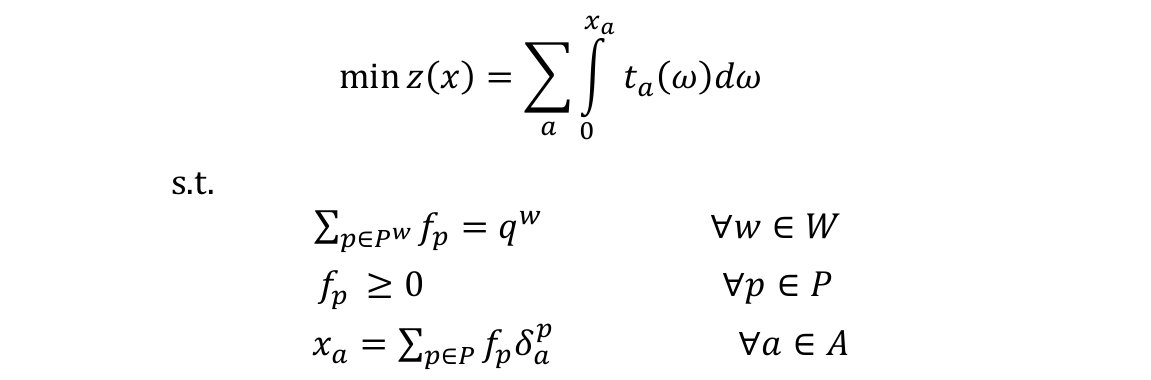 min z(x) = ∑_a ∫_0^{x_a} t_a(ω)dω
s.t.
∑_{p∈P^w} f_p = q^w ∀w ∈ W
f_p ≥ 0 ∀p ∈ P
x_a = ∑_{p∈P} f_p δ_a^p ∀a ∈ A